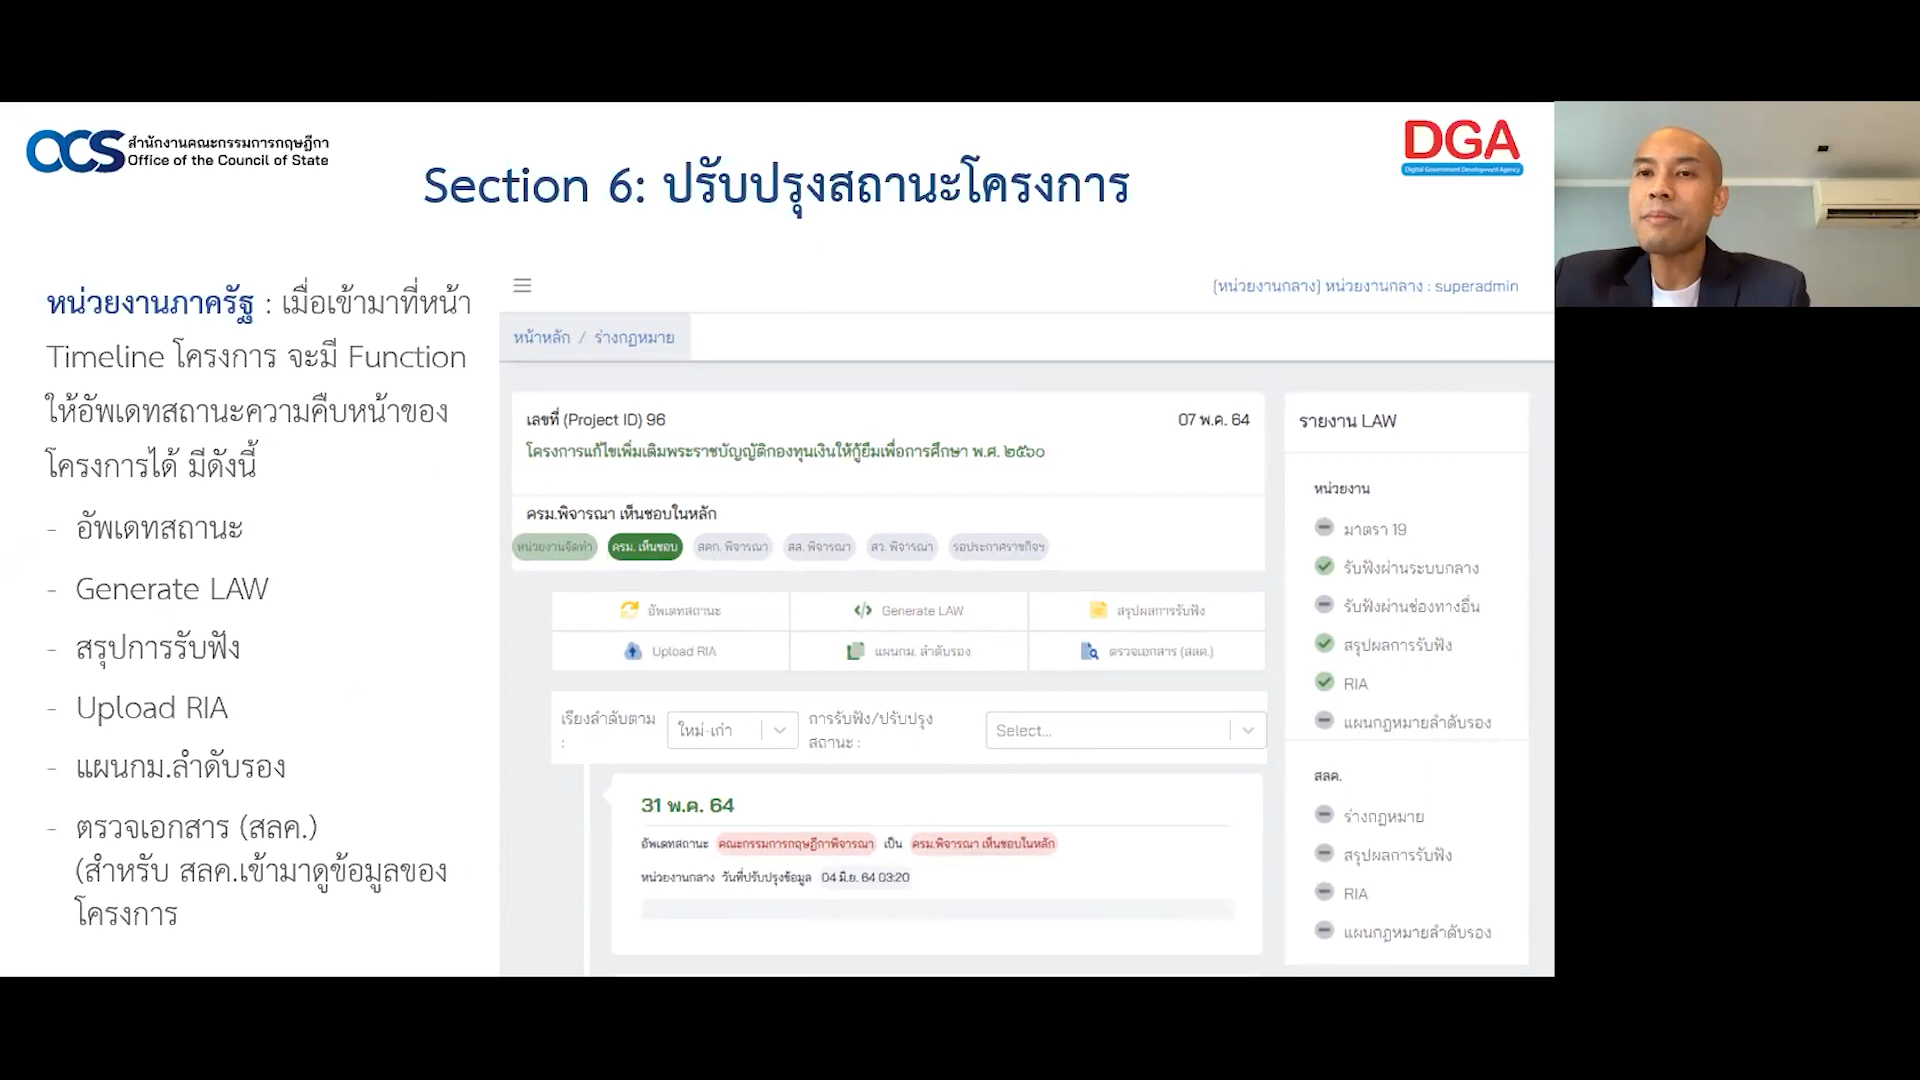 OCS สำนักงานคณะกรรมการกฤษฎีกา
Office of the Council of State
DGA
Digital Government Development Agency
Section 6: ปรับปรุงสถานะโครงการ
หน่วยงานภาครัฐ : เมื่อเข้ามาที่หน้า
Timeline โครงการ จะมี Function
ให้อัพเดทสถานะความคืบหน้าของ
โครงการได้ มีดังนี้
- อัพเดทสถานะ
- Generate LAW
- สรุปการรับฟัง
- Upload RIA
- แผนกม.ลำดับรอง
- ตรวจเอกสาร (สลค.)
(สำหรับ สลค.เข้ามาดูข้อมูลของ
โครงการ
(หน่วยงานกลาง) หน่วยงานกลาง : superadmin
หน้าหลัก / ร่างกฎหมาย
เลขที่ (Project ID) 96
07 พ.ค. 64
โครงการแก้ไขเพิ่มเติมพระราชบัญญัติกองทุนเงินให้กู้ยืมเพื่อการศึกษา พ.ศ. ๒๕๖๐
ครม.พิจารณา เห็นชอบในหลัก
หน่วยงานจัดทำ ครม. เห็นชอบ สคก. พิจารณา สส. พิจารณา สว. พิจารณา รอประกาศราชกิจฯ
อัพเดทสถานะ Generate LAW สรุปผลการรับฟัง
Upload RIA แผนกม. ลำดับรอง ตรวจเอกสาร (สลค.)
เรียงลำดับตาม
:
ใหม่-เก่า
การรับฟัง/ปรับปรุง
สถานะ :
Select...
31 พ.ค. 64
อัพเดทสถานะ คณะกรรมการกฤษฎีกาพิจารณา เป็น ครม.พิจารณา เห็นชอบในหลัก
หน่วยงานกลาง วันที่ปรับปรุงข้อมูล 04 มิ.ย. 64 03:20
รายงาน LAW
หน่วยงาน
มาตรา 19
รับฟังผ่านระบบกลาง
รับฟังผ่านช่องทางอื่น
สรุปผลการรับฟัง
RIA
แผนกฎหมายลำดับรอง
สลค.
ร่างกฎหมาย
สรุปผลการรับฟัง
RIA
แผนกฎหมายลำดับรอง